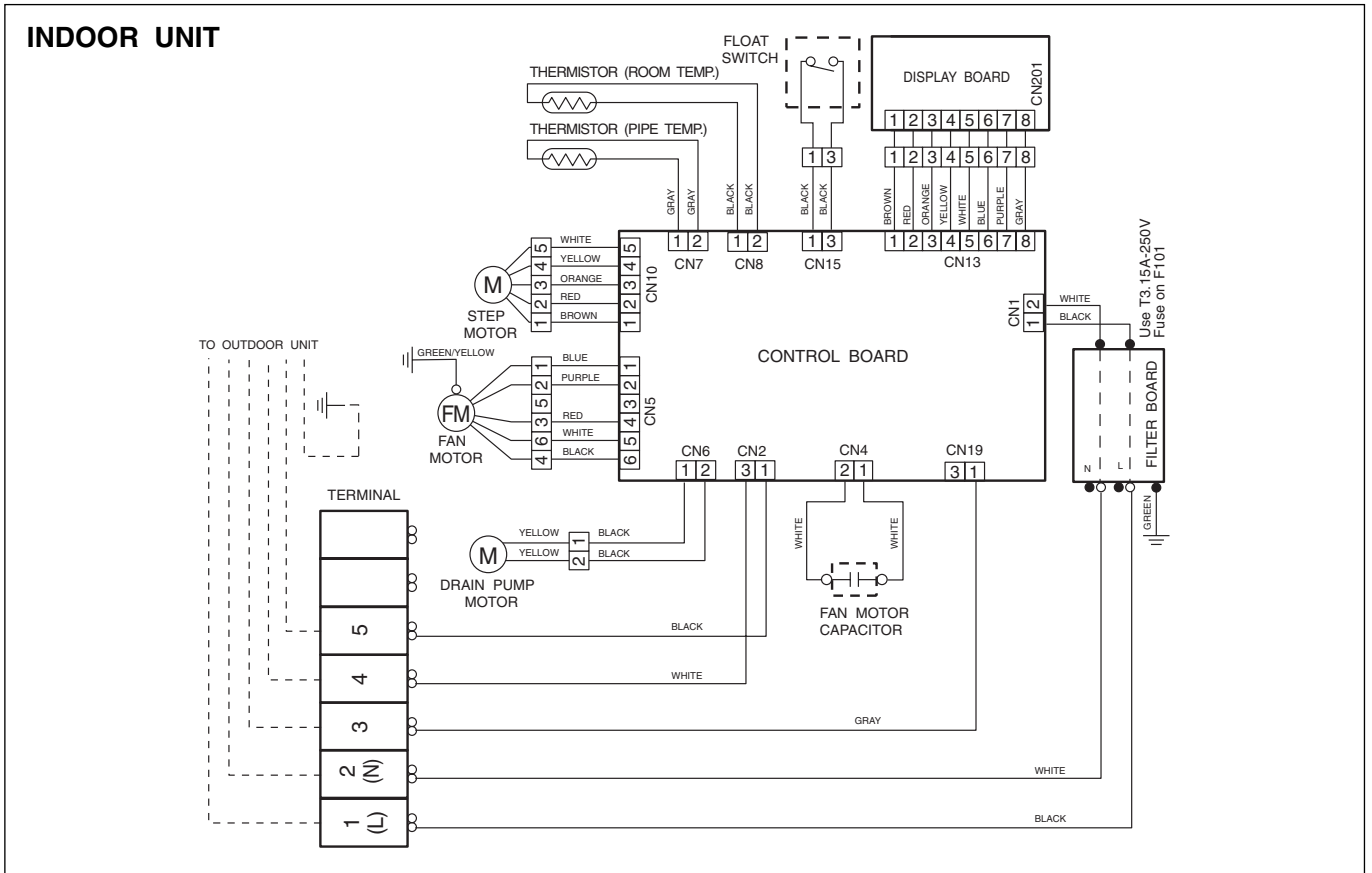 INDOOR UNIT
FLOAT
SWITCH
THERMISTOR (ROOM TEMP.)
THERMISTOR (PIPE TEMP.)
DISPLAY BOARD
CN201
1 2 3 4 5 6 7 8
1 3
1 2 3 4 5 6 7 8
GRAY
GRAY
BLACK
BLACK
BLACK
BLACK
BROWN
RED
ORANGE
YELLOW
WHITE
BLUE
PURPLE
GRAY
1 2
1 2
1 3
1 2 3 4 5 6 7 8
CN7
CN8
CN15
CN13
M
STEP
MOTOR
5 WHITE 5
4 YELLOW 4
3 ORANGE 3
2 RED 2
1 BROWN 1
CN10
CN1
2 WHITE
1 BLACK
Use T3.15A-250V
Fuse on F101
CONTROL BOARD
TO OUTDOOR UNIT
GREEN/YELLOW
FM
FAN
MOTOR
1 BLUE 1
2 PURPLE 2
5 3
3 RED 4
6 WHITE 5
4 BLACK 6
CN5
FILTER BOARD
N L
GREEN
CN6
1 2
CN2
3 1
CN4
2 1
CN19
3 1
TERMINAL
M
DRAIN PUMP
MOTOR
YELLOW 1 BLACK
YELLOW 2 BLACK
WHITE
WHITE
FAN MOTOR
CAPACITOR
5
BLACK
4
WHITE
3
GRAY
2
(N)
WHITE
1
(L)
BLACK